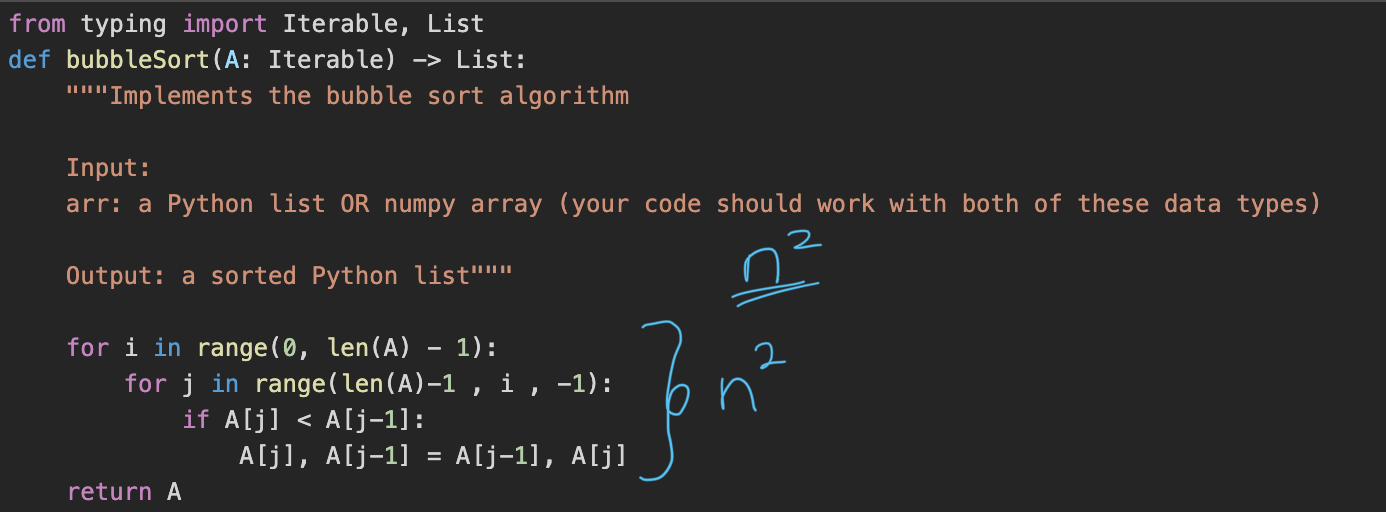 from typing import Iterable, List
def bubbleSort(A: Iterable) -> List:
"""Implements the bubble sort algorithm
Input:
arr: a Python list OR numpy array (your code should work with both of these data types)
n²
Output: a sorted Python list"""
for i in range(0, len(A) - 1):
for j in range(len(A)-1 , i , -1):
n²
if A[j] < A[j-1]:
A[j], A[j-1] = A[j-1], A[j]
return A